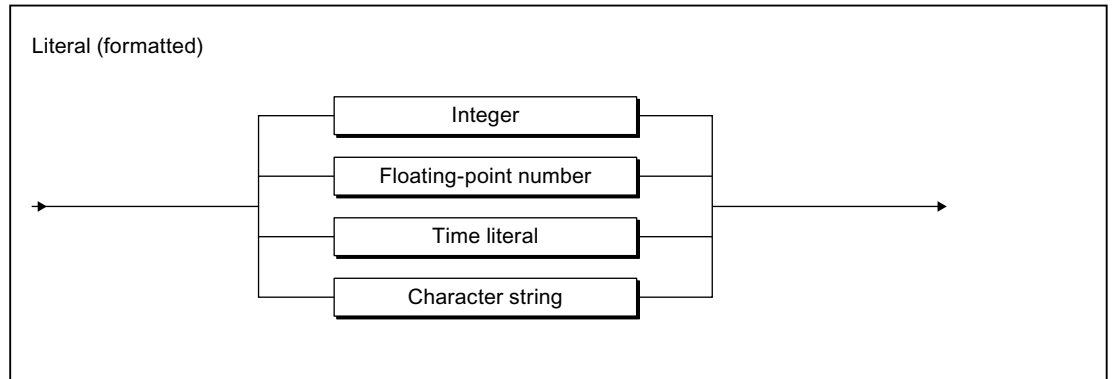 Literal (formatted)
Integer
Floating-point number
Time literal
Character string